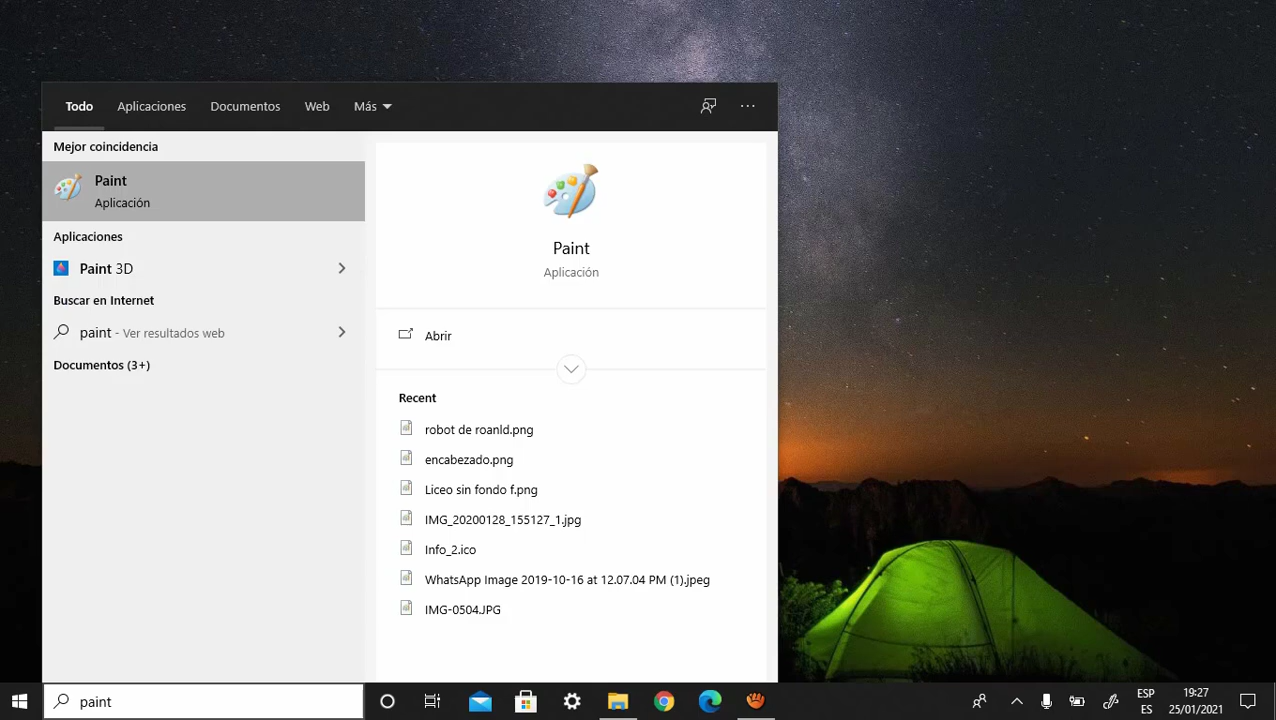 Todo Aplicaciones Documentos Web Más
Mejor coincidencia
Paint
Aplicación
Aplicaciones
Paint 3D
Buscar en Internet
paint - Ver resultados web
Documentos (3+)
Paint
Aplicación
Abrir
Recent
robot de roanld.png
encabezado.png
Liceo sin fondo f.png
IMG_20200128_155127_1.jpg
Info_2.ico
WhatsApp Image 2019-10-16 at 12.07.04 PM (1).jpeg
IMG-0504.JPG
paint
ESP
ES
19:27
25/01/2021